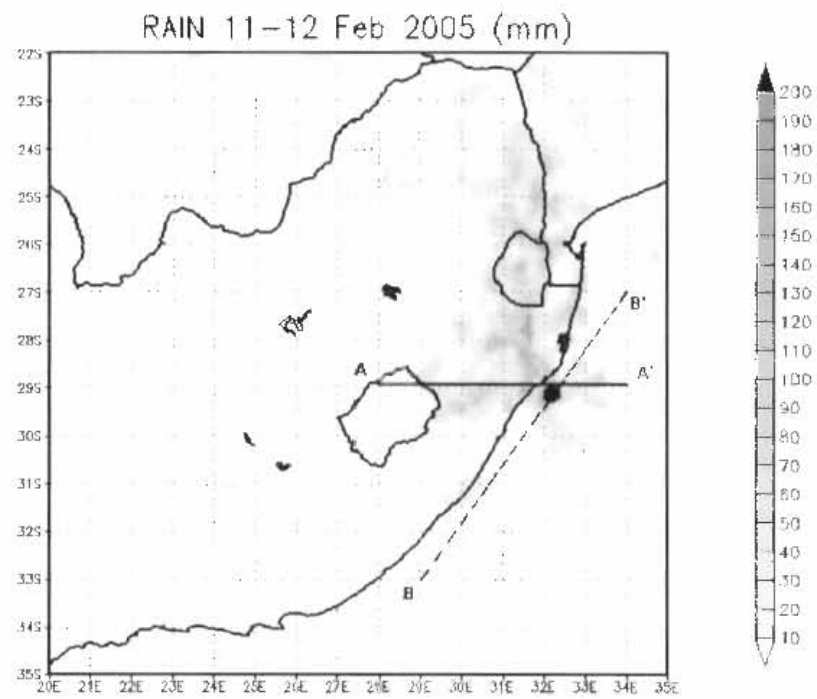 RAIN 11-12 Feb 2005 (mm)
22S
23S
24S
25S
26S
27S
28S
29S
30S
31S
32S
33S
34S
35S
B'
A
A'
B
20E 21E 22E 23E 24E 25E 26E 27E 28E 29E 30E 31E 32E 33E 34E 35E
200
190
180
170
160
150
140
130
120
110
100
90
80
70
60
50
40
30
20
10